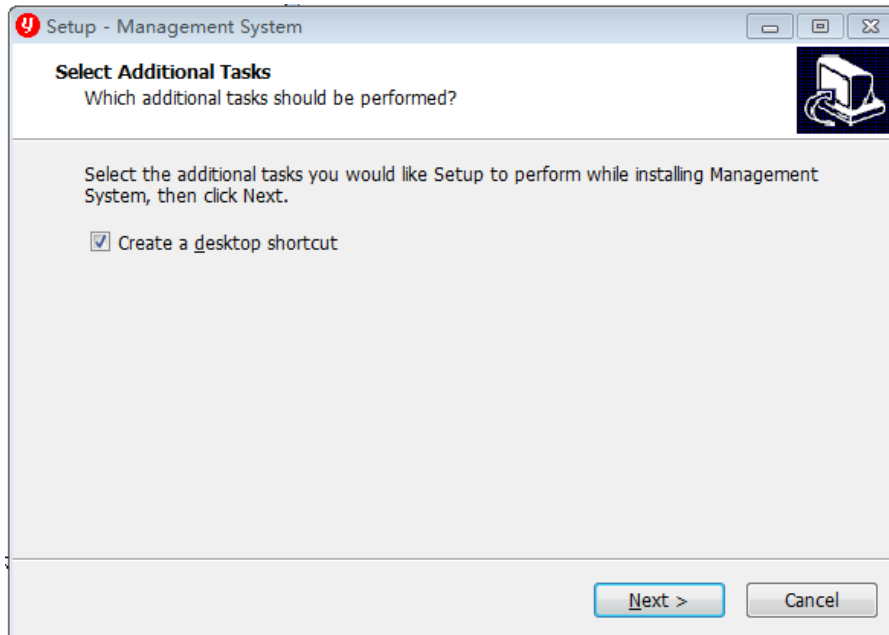 Setup - Management System
Select Additional Tasks
Which additional tasks should be performed?
Select the additional tasks you would like Setup to perform while installing Management
System, then click Next.
Create a desktop shortcut
Next >
Cancel